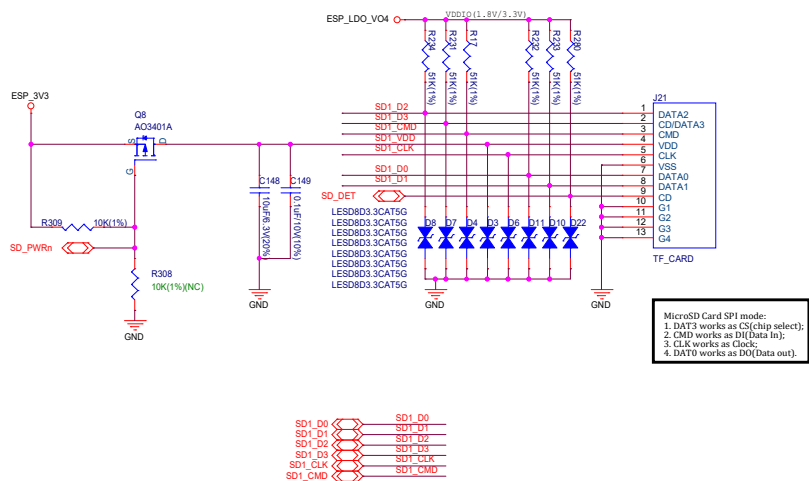 ESP_LDO_VO4
VDDIO(1.8V/3.3V)
R234
R231
R17
R232
R233
R280
51K(1%)
51K(1%)
51K(1%)
51K(1%)
51K(1%)
51K(1%)
ESP_3V3
Q8
AO3401A
S
D
G
J21
SD1_D2
SD1_D3
SD1_CMD
SD1_VDD
SD1_CLK
SD1_D0
SD1_D1
SD_DET
1 DATA2
2 CD/DATA3
3 CMD
4 VDD
5 CLK
6 VSS
7 DATA0
8 DATA1
9 CD
10 G1
11 G2
12 G3
13 G4
TF_CARD
C148
10uF/6.3V(20%)
C149
0.1uF/10V(10%)
R309
10K(1%)
SD_PWRn
R308
10K(1%)(NC)
GND
GND
LESD8D3.3CAT5G
LESD8D3.3CAT5G
LESD8D3.3CAT5G
LESD8D3.3CAT5G
LESD8D3.3CAT5G
LESD8D3.3CAT5G
LESD8D3.3CAT5G
LESD8D3.3CAT5G
D8
D7
D4
D3
D6
D11
D10
D22
GND
GND
MicroSD Card SPI mode:
1. DAT3 works as CS(chip select);
2. CMD works as DI(Data In);
3. CLK works as Clock;
4. DAT0 works as DO(Data out).
SD1_D0 SD1_D0
SD1_D1 SD1_D1
SD1_D2 SD1_D2
SD1_D3 SD1_D3
SD1_CLK SD1_CLK
SD1_CMD SD1_CMD